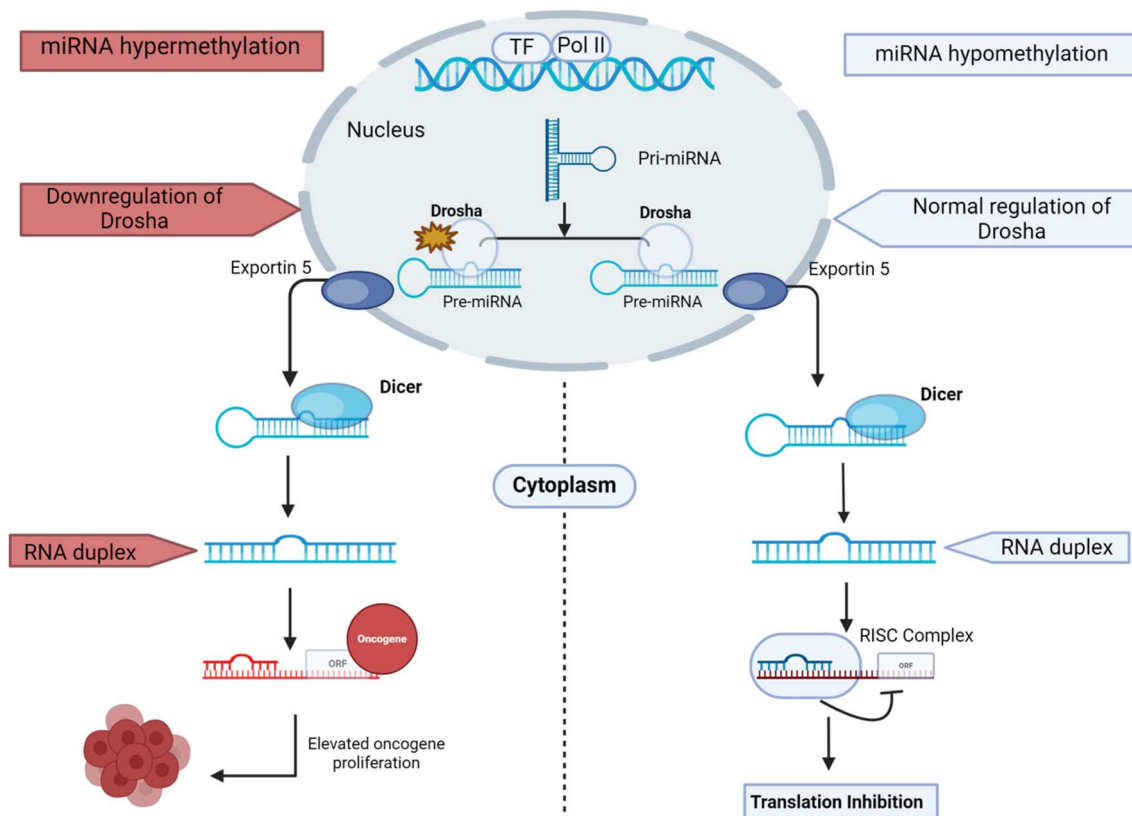 miRNA hypermethylation
TF
Pol II
miRNA hypomethylation
Nucleus
Pri-miRNA
Downregulation of
Drosha
Normal regulation of
Drosha
Drosha
Drosha
Exportin 5
Exportin 5
Pre-miRNA
Pre-miRNA
Dicer
Dicer
Cytoplasm
RNA duplex
RNA duplex
Oncogene
ORF
RISC Complex
ORF
Elevated oncogene
proliferation
Translation Inhibition